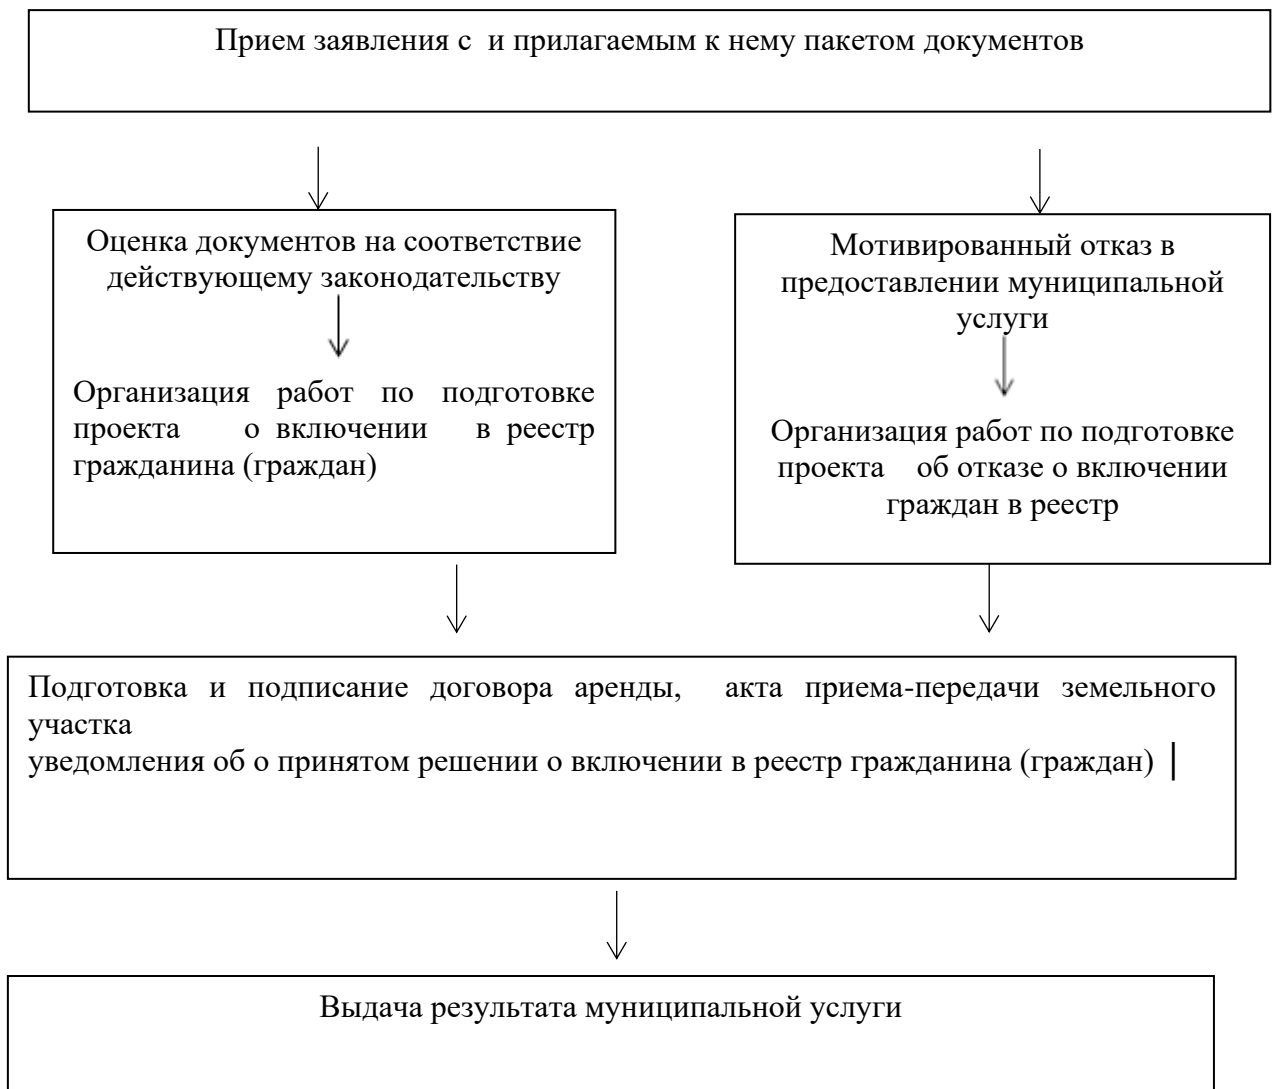 Прием заявления с и прилагаемым к нему пакетом документов
Оценка документов на соответствие
действующему законодательству
Организация работ по подготовке
проекта о включении в реестр
гражданина (граждан)
Мотивированный отказ в
предоставлении муниципальной
услуги
Организация работ по подготовке
проекта об отказе о включении
граждан в реестр
Подготовка и подписание договора аренды, акта приема-передачи земельного
участка
уведомления об о принятом решении о включении в реестр гражданина (граждан)
Выдача результата муниципальной услуги